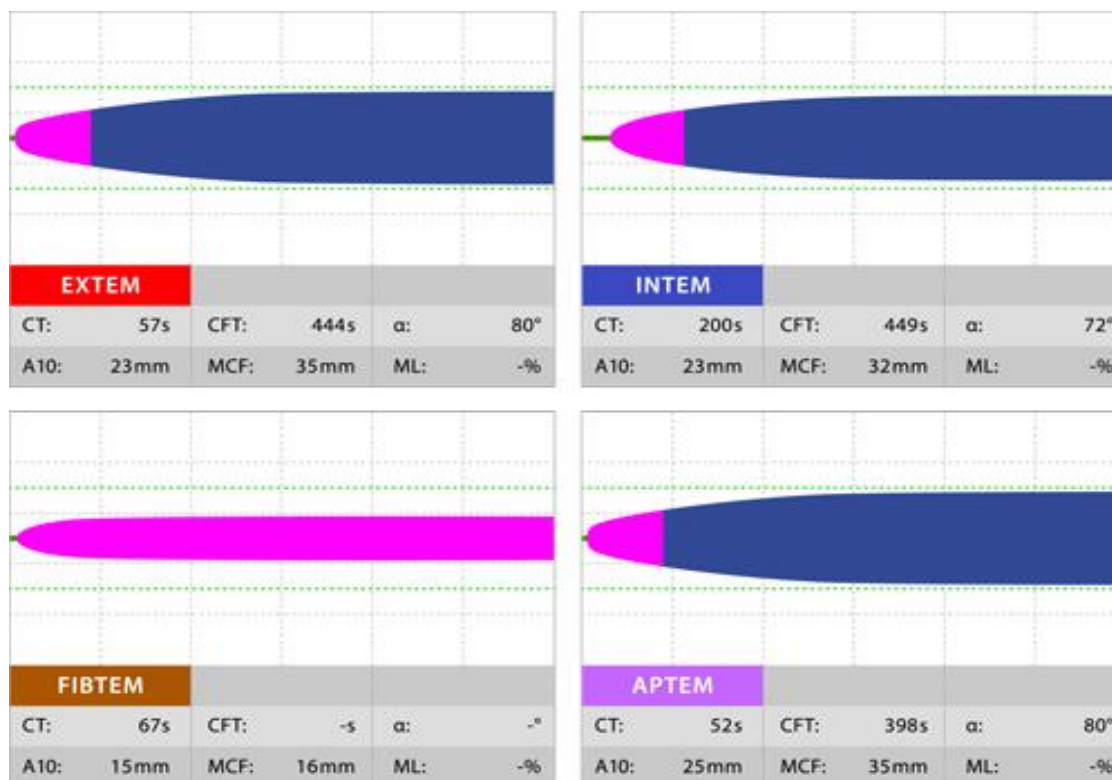 EXTEM
CT: 57s CFT: 444s α: 80°
A10: 23mm MCF: 35mm ML: -%
INTEM
CT: 200s CFT: 449s α: 72°
A10: 23mm MCF: 32mm ML: -%
FIBTEM
CT: 67s CFT: -s α: -°
A10: 15mm MCF: 16mm ML: -%
APTEM
CT: 52s CFT: 398s α: 80°
A10: 25mm MCF: 35mm ML: -%